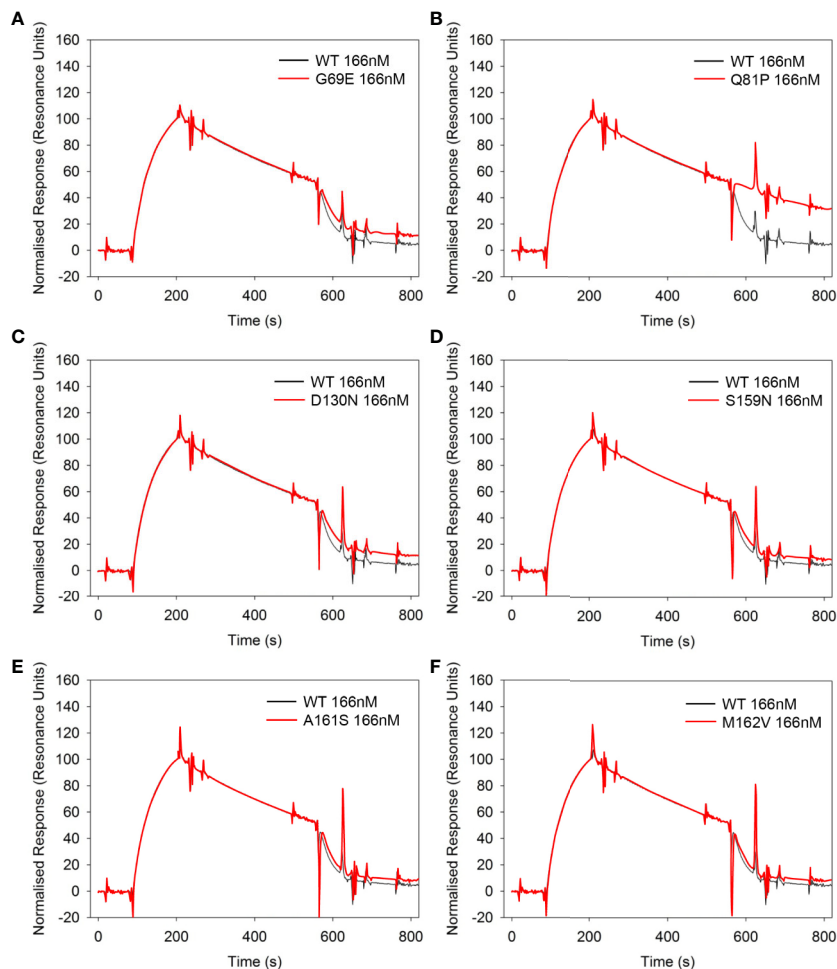 A
Normalised Response (Resonance Units)
160
140
120
100
80
60
40
20
0
-20
WT 166nM
G69E 166nM
0 200 400 600 800
Time (s)
B
Normalised Response (Resonance Units)
160
140
120
100
80
60
40
20
0
-20
WT 166nM
Q81P 166nM
0 200 400 600 800
Time (s)
C
Normalised Response (Resonance Units)
160
140
120
100
80
60
40
20
0
-20
WT 166nM
D130N 166nM
0 200 400 600 800
Time (s)
D
Normalised Response (Resonance Units)
160
140
120
100
80
60
40
20
0
-20
WT 166nM
S159N 166nM
0 200 400 600 800
Time (s)
E
Normalised Response (Resonance Units)
160
140
120
100
80
60
40
20
0
-20
WT 166nM
A161S 166nM
0 200 400 600 800
Time (s)
F
Normalised Response (Resonance Units)
160
140
120
100
80
60
40
20
0
-20
WT 166nM
M162V 166nM
0 200 400 600 800
Time (s)